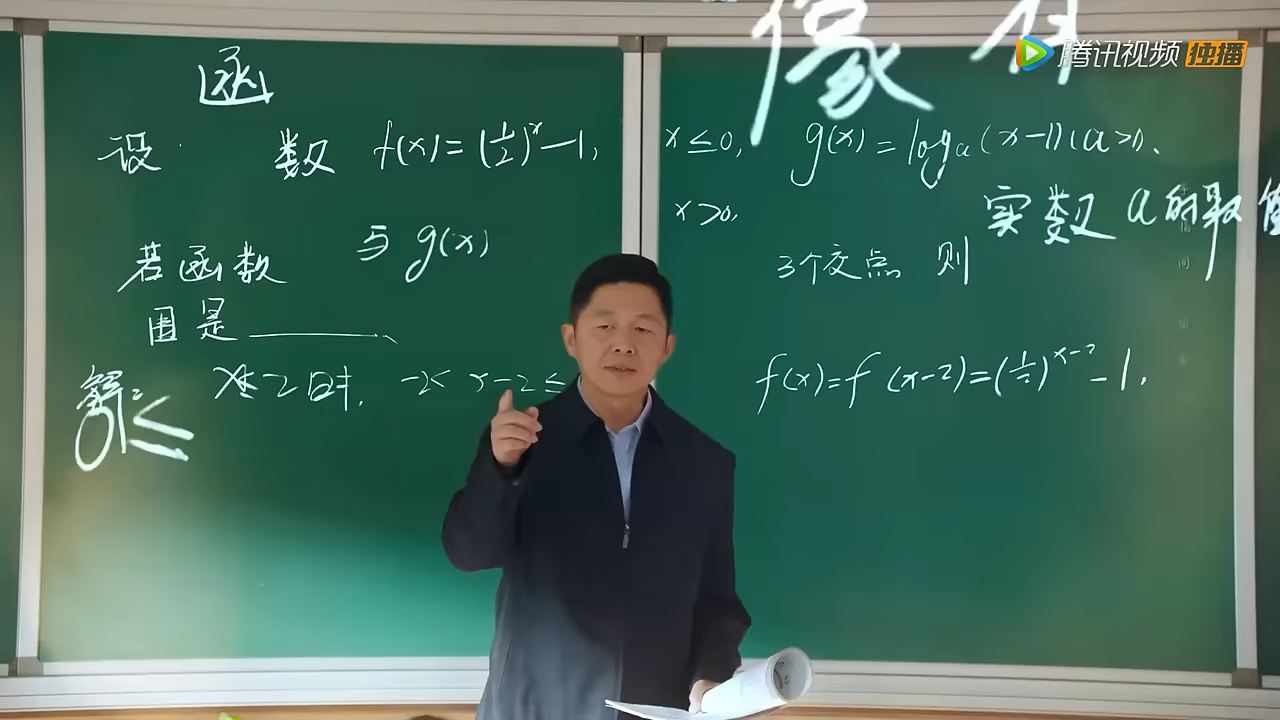 像 有
腾讯视频 独播
函
设 数 f(x)=(1/2)^x-1, x≤0, g(x)=log_a(x-1)(a>1).
x>0,
实数 a的取值
若函数 与g(x) 3个交点 则
围是______
解: x≤2时, -2< x-2≤ f(x)=f(x-2)=(1/2)^(x-2)-1.